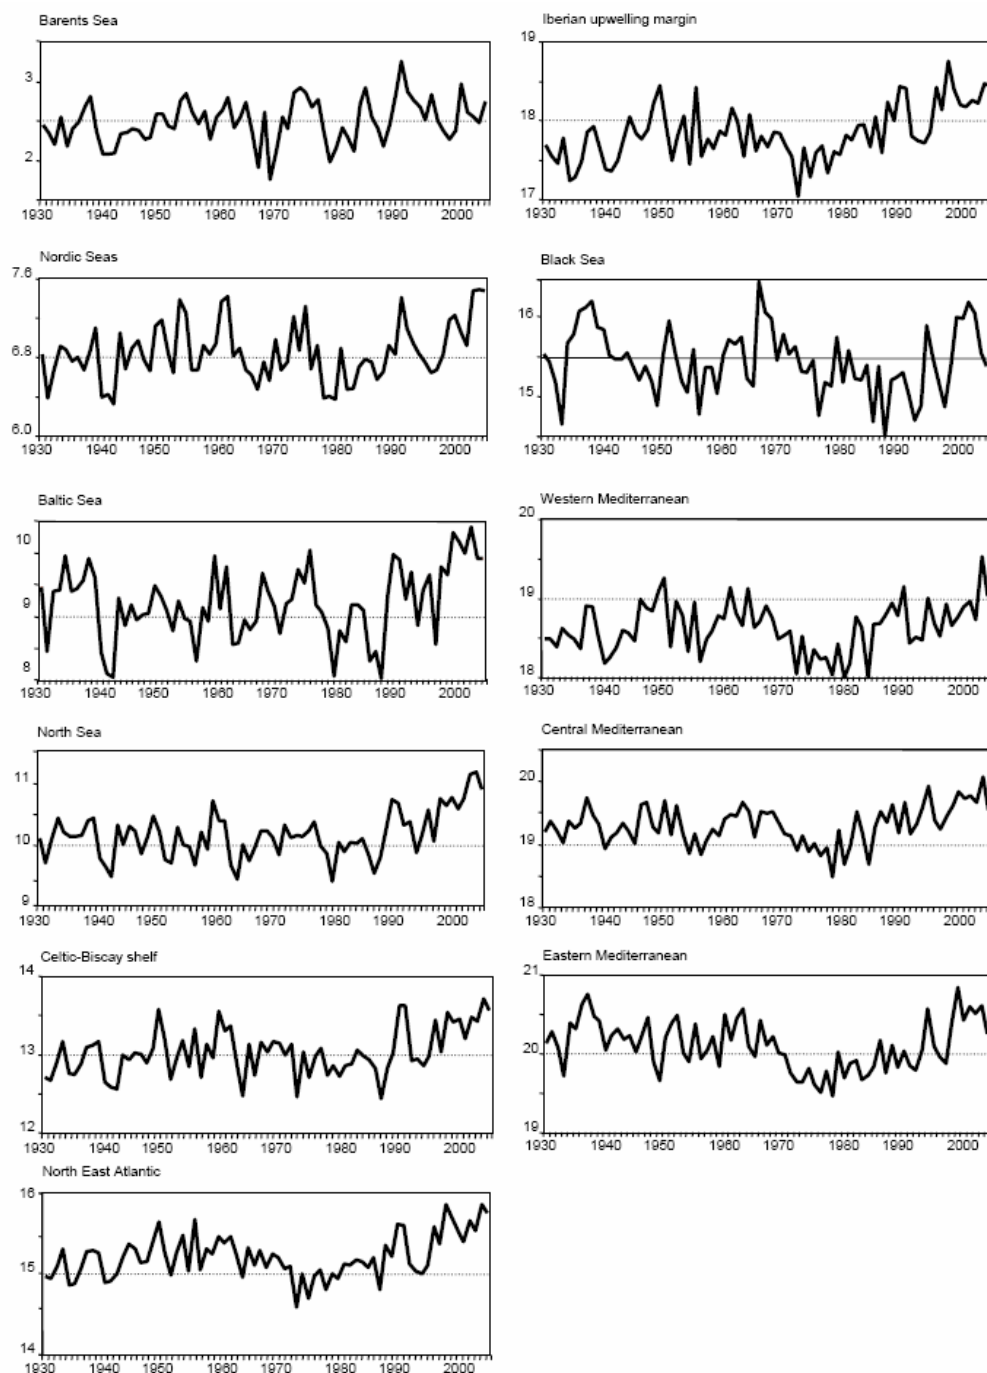 Barents Sea
3
2
1930 1940 1950 1960 1970 1980 1990 2000
Nordic Seas
7.6
6.8
6.0
1930 1940 1950 1960 1970 1980 1990 2000
Baltic Sea
10
9
8
1930 1940 1950 1960 1970 1980 1990 2000
North Sea
11
10
9
1930 1940 1950 1960 1970 1980 1990 2000
Celtic-Biscay shelf
14
13
12
1930 1940 1950 1960 1970 1980 1990 2000
North East Atlantic
16
15
14
1930 1940 1950 1960 1970 1980 1990 2000
Iberian upwelling margin
19
18
17
1930 1940 1950 1960 1970 1980 1990 2000
Black Sea
16
15
1930 1940 1950 1960 1970 1980 1990 2000
Western Mediterranean
20
19
18
1930 1940 1950 1960 1970 1980 1990 2000
Central Mediterranean
20
19
18
1930 1940 1950 1960 1970 1980 1990 2000
Eastern Mediterranean
21
20
19
1930 1940 1950 1960 1970 1980 1990 2000